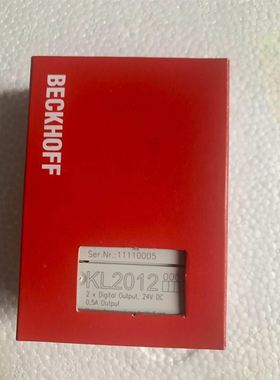 BECKHOFF
Ser.Nr.:11110005
KL2012
2 x Digital Output, 24V DC
0,5A Output